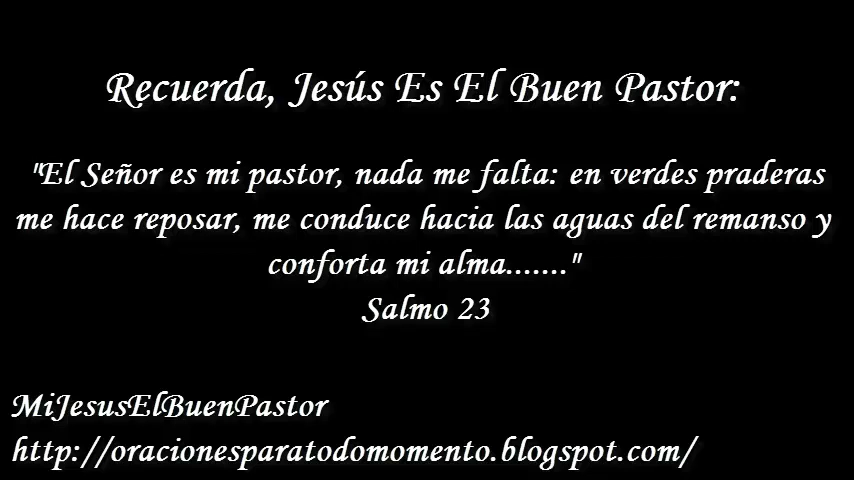 Recuerda, Jesús Es El Buen Pastor:
"El Señor es mi pastor, nada me falta: en verdes praderas
me hace reposar, me conduce hacia las aguas del remanso y
conforta mi alma......."
Salmo 23
MiJesusElBuenPastor
http://oracionesparatodomomento.blogspot.com/